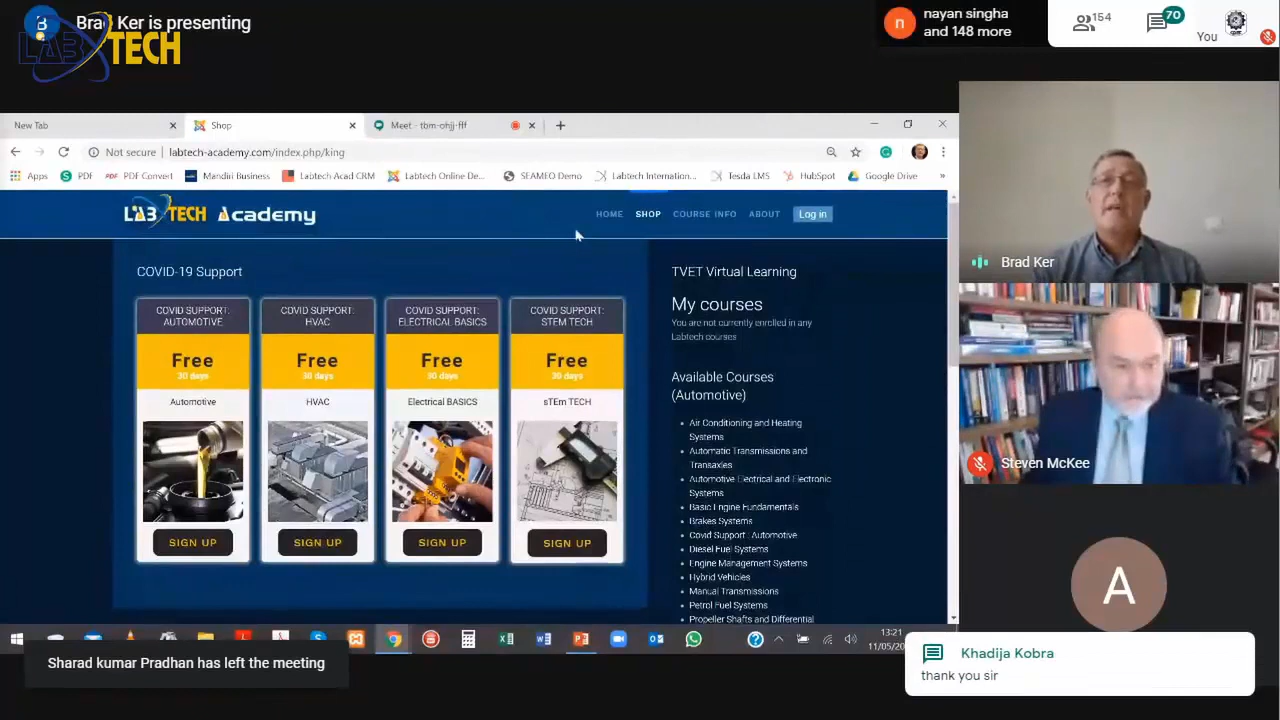 B
Brad Ker is presenting
LABTECH
n
nayan singha
and 148 more
154
70
You
New Tab
Shop
Meet - tbm-ohjj-flf
Not secure
labtech-academy.com/index.php/king
Apps
PDF
PDF Convert
Mandiri Business
Labtech Acad CRM
Labtech Online De...
SEAMEO Demo
Labtech Internation...
Tesda LMS
HubSpot
Google Drive
»
LABTECH Academy
HOME
SHOP
COURSE INFO
ABOUT
Log in
COVID-19 Support
COVID SUPPORT:
AUTOMOTIVE
Free
30 days
Automotive
SIGN UP
COVID SUPPORT:
HVAC
Free
30 days
HVAC
SIGN UP
COVID SUPPORT:
ELECTRICAL BASICS
Free
30 days
Electrical BASICS
SIGN UP
COVID SUPPORT:
STEM TECH
Free
30 days
sTEm TECH
SIGN UP
TVET Virtual Learning
My courses
You are not currently enrolled in any
Labtech courses
Available Courses
(Automotive)
Air Conditioning and Heating
Systems
Automatic Transmissions and
Transaxles
Automotive Electrical and Electronic
Systems
Basic Engine Fundamentals
Brakes Systems
Covid Support : Automotive
Diesel Fuel Systems
Engine Management Systems
Hybrid Vehicles
Manual Transmissions
Petrol Fuel Systems
Propeller Shafts and Differential
13:21
Brad Ker
Steven McKee
A
Sharad kumar Pradhan has left the meeting
Khadija Kobra
thank you sir